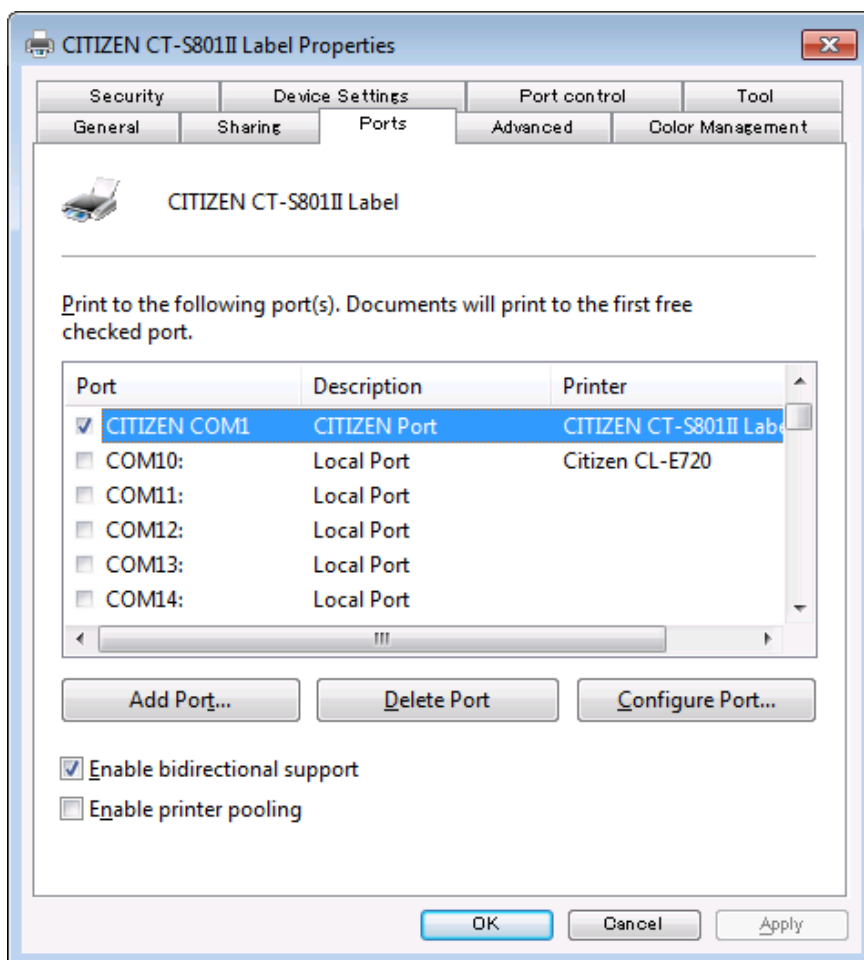 CITIZEN CT-S801II Label Properties
Security Device Settings Port control Tool
General Sharing Ports Advanced Color Management
CITIZEN CT-S801II Label
Print to the following port(s). Documents will print to the first free
checked port.
Port Description Printer
CITIZEN COM1 CITIZEN Port CITIZEN CT-S801II Labe
COM10: Local Port Citizen CL-E720
COM11: Local Port
COM12: Local Port
COM13: Local Port
COM14: Local Port
Add Port... Delete Port Configure Port...
Enable bidirectional support
Enable printer pooling
OK Cancel Apply